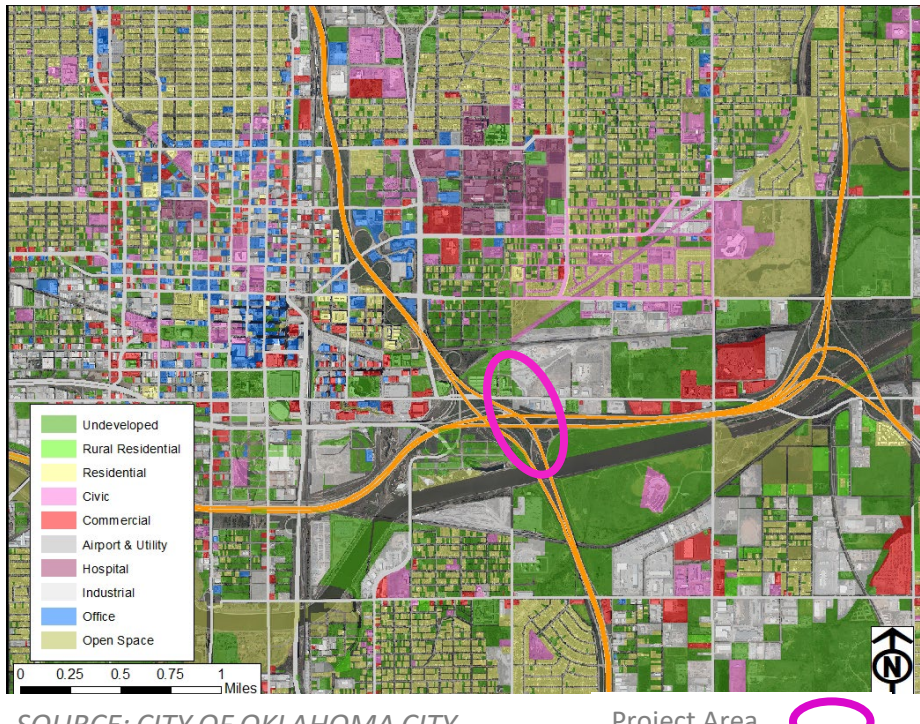 Undeveloped
Rural Residential
Residential
Civic
Commercial
Airport & Utility
Hospital
Industrial
Office
Open Space
0 0.25 0.5 0.75 1
Miles
N
SOURCE: CITY OF OKLAHOMA CITY
Project Area